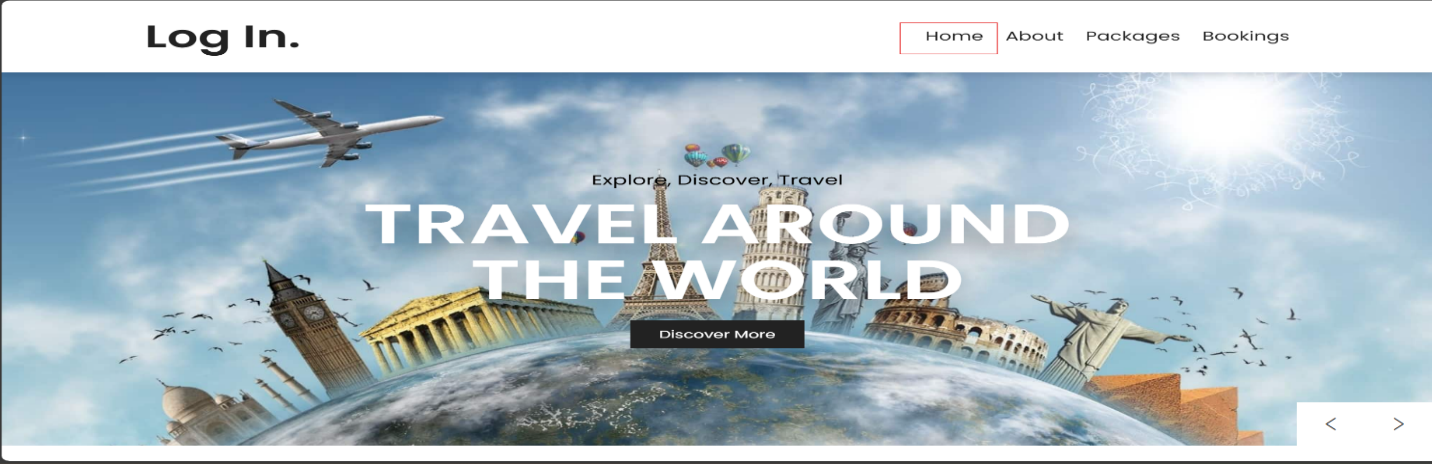 Log In.
Home About Packages Bookings
Explore, Discover, Travel
TRAVEL AROUND
THE WORLD
Discover More
< >